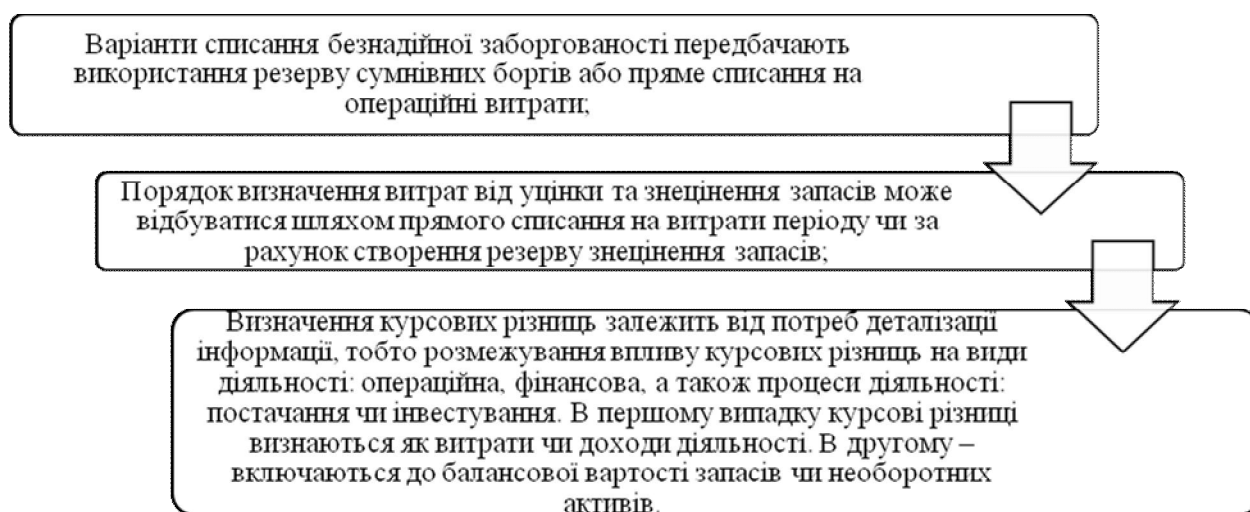 Варіанти списання безнадійної заборгованості передбачають
використання резерву сумнівних боргів або пряме списання на
операційні витрати;
Порядок визначення витрат від уцінки та знецінення запасів може
відбуватися шляхом прямого списання на витрати періоду чи за
рахунок створення резерву знецінення запасів;
Визначення курсових різниць залежить від потреб деталізації
інформації, тобто розмежування впливу курсових різниць на види
діяльності: операційна, фінансова, а також процеси діяльності:
постачання чи інвестування. В першому випадку курсові різниці
визнаються як витрати чи доходи діяльності. В другому –
включаються до балансової вартості запасів чи необоротних
активів.